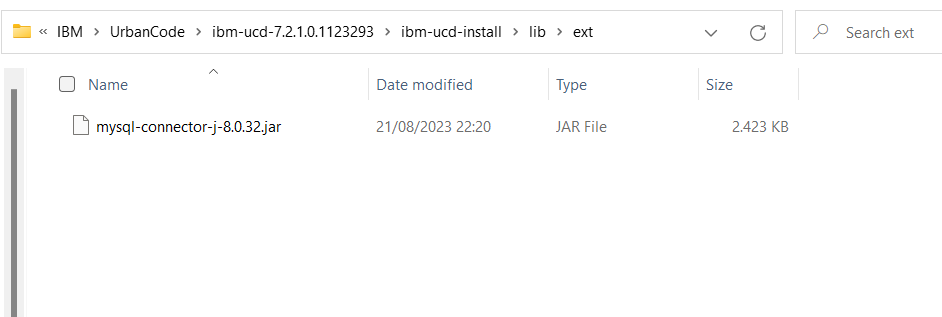 « IBM > UrbanCode > ibm-ucd-7.2.1.0.1123293 > ibm-ucd-install > lib > ext
Search ext
Name Date modified Type Size
mysql-connector-j-8.0.32.jar 21/08/2023 22:20 JAR File 2.423 KB